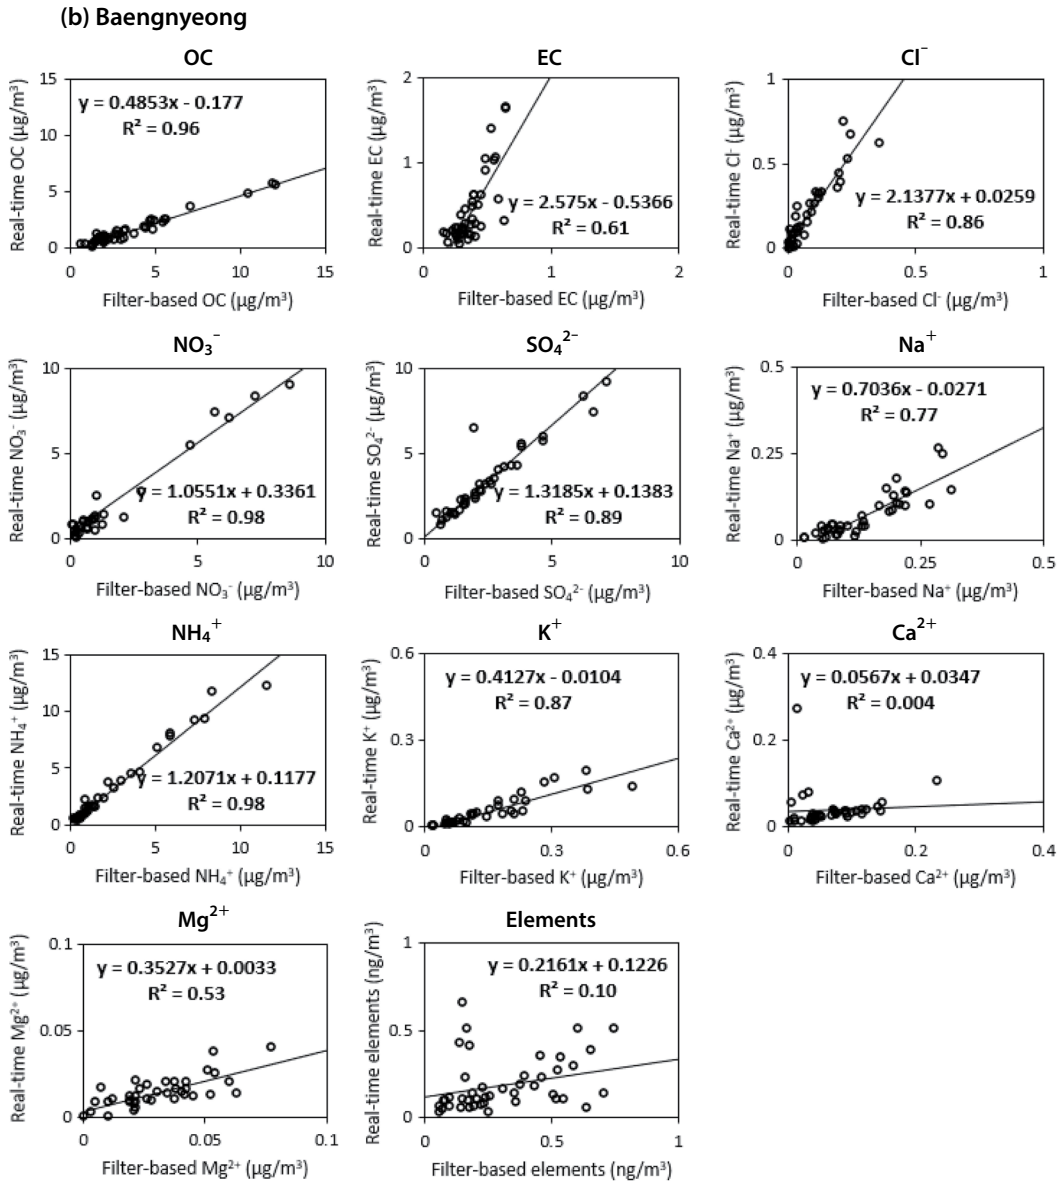 (b) Baengnyeong
OC
Real-time OC (µg/m³)
15
10
5
0
y = 0.4853x - 0.177
R² = 0.96
0 5 10 15
Filter-based OC (µg/m³)
EC
Real-time EC (µg/m³)
2
1
0
y = 2.575x - 0.5366
R² = 0.61
0 1 2
Filter-based EC (µg/m³)
Cl⁻
Real-time Cl⁻ (µg/m³)
1
0.5
0
y = 2.1377x + 0.0259
R² = 0.86
0 0.5 1
Filter-based Cl⁻ (µg/m³)
NO₃⁻
Real-time NO₃⁻ (µg/m³)
10
5
0
y = 1.0551x + 0.3361
R² = 0.98
0 5 10
Filter-based NO₃⁻ (µg/m³)
SO₄²⁻
Real-time SO₄²⁻ (µg/m³)
10
5
0
y = 1.3185x + 0.1383
R² = 0.89
0 5 10
Filter-based SO₄²⁻ (µg/m³)
Na⁺
Real-time Na⁺ (µg/m³)
0.5
0.25
0
y = 0.7036x - 0.0271
R² = 0.77
0 0.25 0.5
Filter-based Na⁺ (µg/m³)
NH₄⁺
Real-time NH₄⁺ (µg/m³)
15
10
5
0
y = 1.2071x + 0.1177
R² = 0.98
0 5 10 15
Filter-based NH₄⁺ (µg/m³)
K⁺
Real-time K⁺ (µg/m³)
0.6
0.3
0
y = 0.4127x - 0.0104
R² = 0.87
0 0.3 0.6
Filter-based K⁺ (µg/m³)
Ca²⁺
Real-time Ca²⁺ (µg/m³)
0.4
0.2
0
y = 0.0567x + 0.0347
R² = 0.004
0 0.2 0.4
Filter-based Ca²⁺ (µg/m³)
Mg²⁺
Real-time Mg²⁺ (µg/m³)
0.1
0.05
0
y = 0.3527x + 0.0033
R² = 0.53
0 0.05 0.1
Filter-based Mg²⁺ (µg/m³)
Elements
Real-time elements (ng/m³)
1
0.5
0
y = 0.2161x + 0.1226
R² = 0.10
0 0.5 1
Filter-based elements (ng/m³)